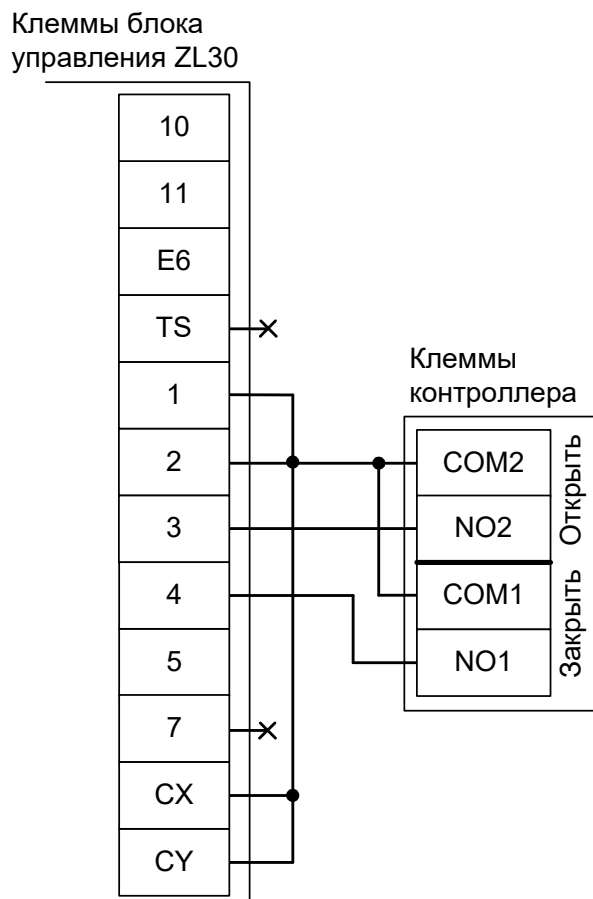 Клеммы блока
управления ZL30
10
11
E6
TS
1
2
3
4
5
7
CX
CY
Клеммы
контроллера
COM2
NO2
COM1
NO1
Открыть
Закрыть